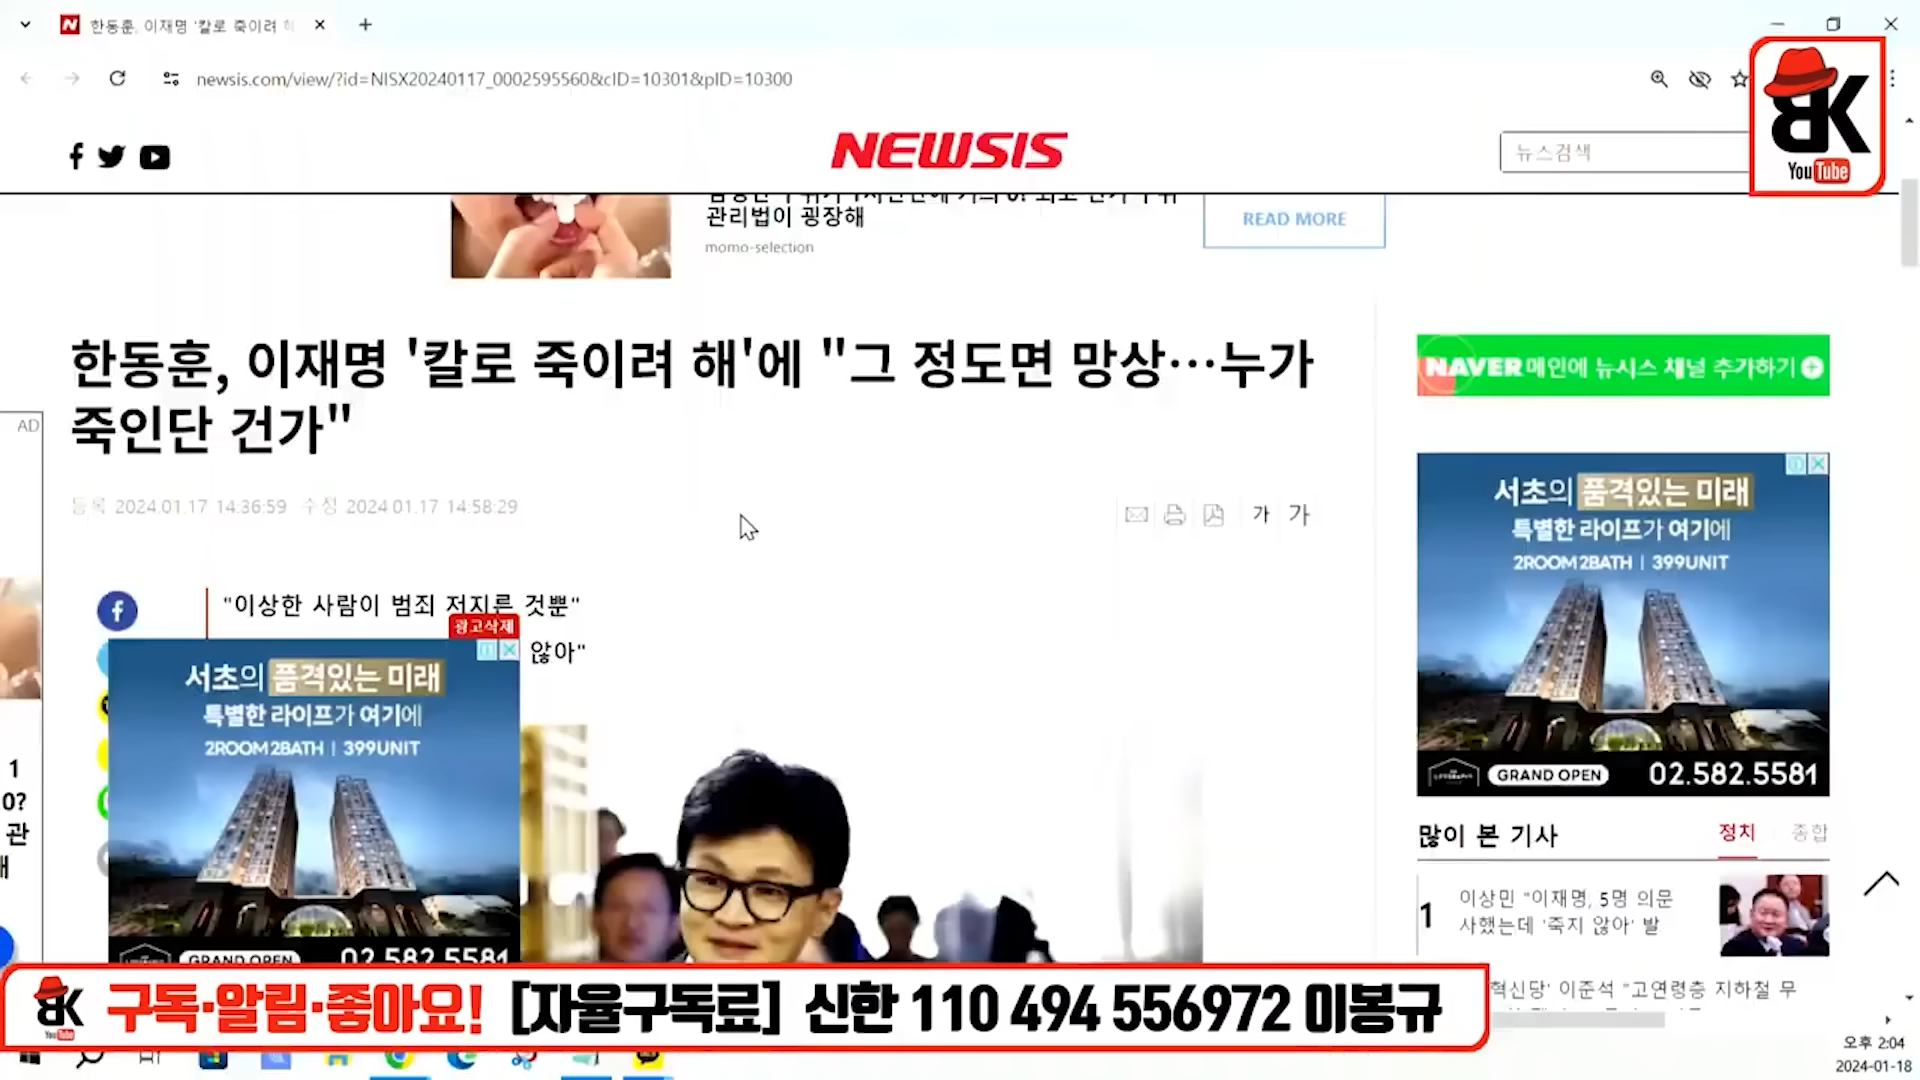 한동훈, 이재명 '칼로 죽이려 해
newsis.com/view/?id=NISX20240117_0002595560&cID=10301&pID=10300
BK
YouTube
NEWSIS
뉴스검색
관리법이 굉장해
momo-selection
READ MORE
한동훈, 이재명 '칼로 죽이려 해'에 "그 정도면 망상…누가
죽인단 건가"
등록 2024.01.17 14:36:59 수정 2024.01.17 14:58:29
가 가
NAVER 메인에 뉴시스 채널 추가하기
AD
"이상한 사람이 범죄 저지른 것뿐"
광고삭제
않아"
서초의 품격있는 미래
특별한 라이프가 여기에
2ROOM 2BATH | 399UNIT
GRAND OPEN 02.582.5581
서초의 품격있는 미래
특별한 라이프가 여기에
2ROOM 2BATH | 399UNIT
GRAND OPEN 02.582.5581
1
0?
관
많이 본 기사 정치 종합
1 이상민 "이재명, 5명 의문
사했는데 '죽지 않아' 발
혁신당' 이준석 "고연령층 지하철 무
BK
YouTube
구독·알림·좋아요! [자율구독료] 신한 110 494 556972 이봉규
오후 2:04
2024-01-18